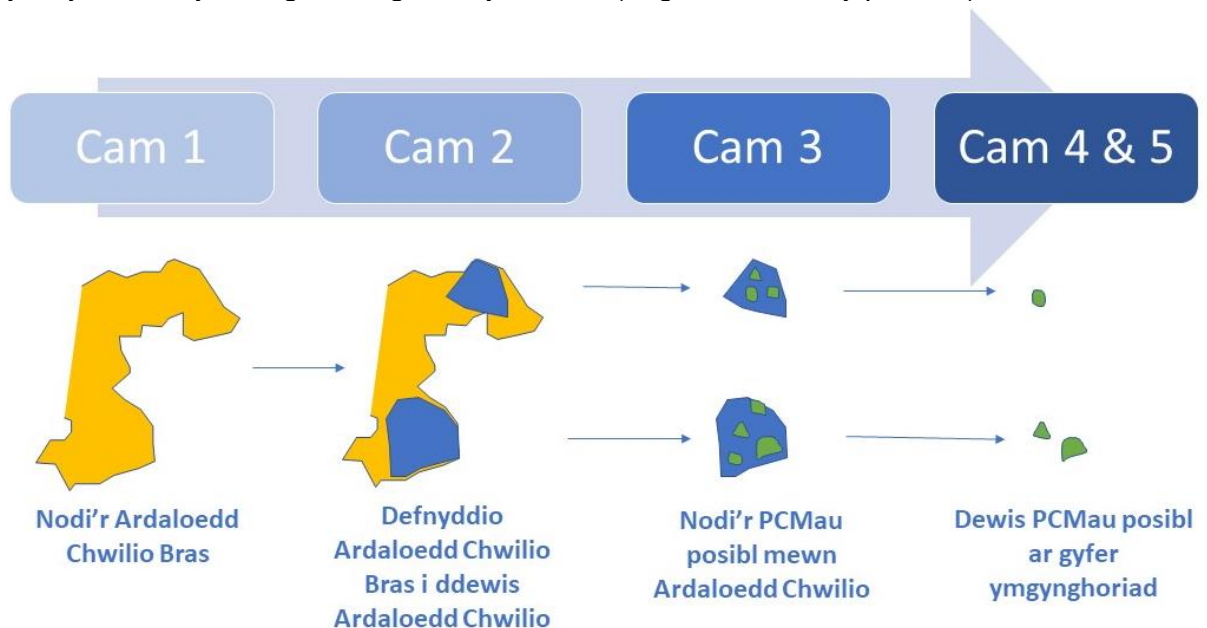 Cam 1
Cam 2
Cam 3
Cam 4 & 5
Nodi'r Ardaloedd
Chwilio Bras
Defnyddio
Ardaloedd Chwilio
Bras i ddewis
Ardaloedd Chwilio
Nodi'r PCMau
posibl mewn
Ardaloedd Chwilio
Dewis PCMau posibl
ar gyfer
ymgynghoriad